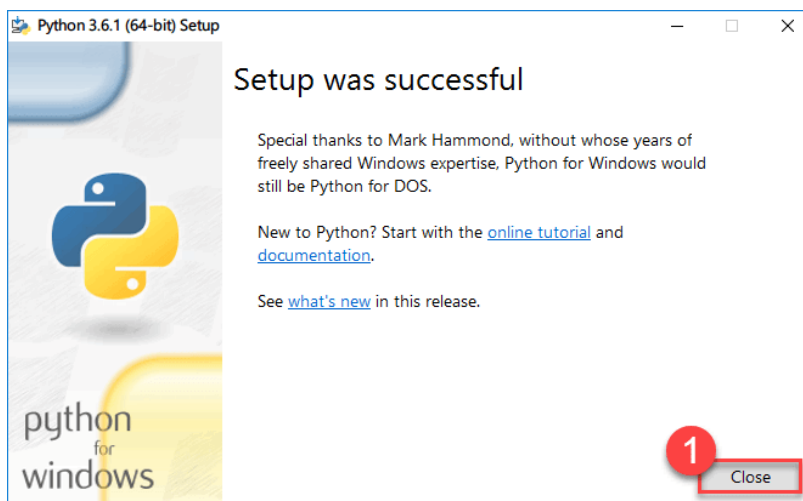 Python 3.6.1 (64-bit) Setup
Setup was successful
Special thanks to Mark Hammond, without whose years of
freely shared Windows expertise, Python for Windows would
still be Python for DOS.
New to Python? Start with the online tutorial and
documentation.
See what's new in this release.
python
for
windows
1
Close